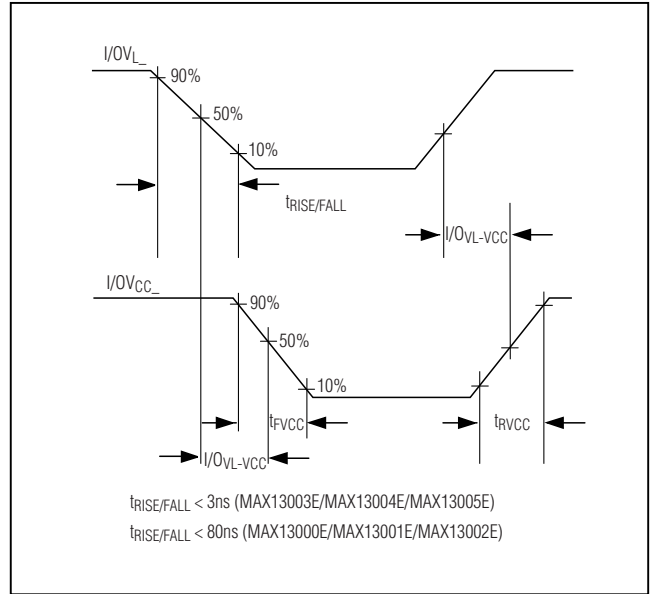 I/OVL_
90%
50%
10%
tRISE/FALL
I/OVL-VCC
I/OVCC_
90%
50%
10%
tFVCC
tRVCC
I/OVL-VCC
tRISE/FALL < 3ns (MAX13003E/MAX13004E/MAX13005E)
tRISE/FALL < 80ns (MAX13000E/MAX13001E/MAX13002E)